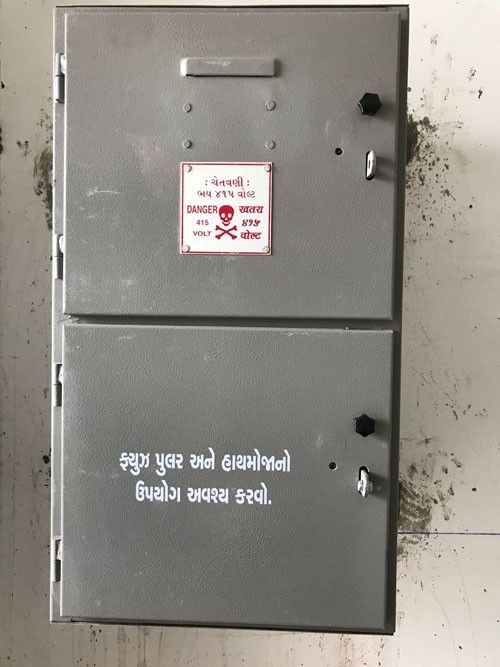 : ચેતવણી :
ભય ૪૧૫ વોલ્ટ
DANGER खतरा
415 ४१५
VOLT वोल्ट
ફ્યુઝ પુલર અને હાથમોજાનો
ઉપયોગ અવશ્ય કરવો.